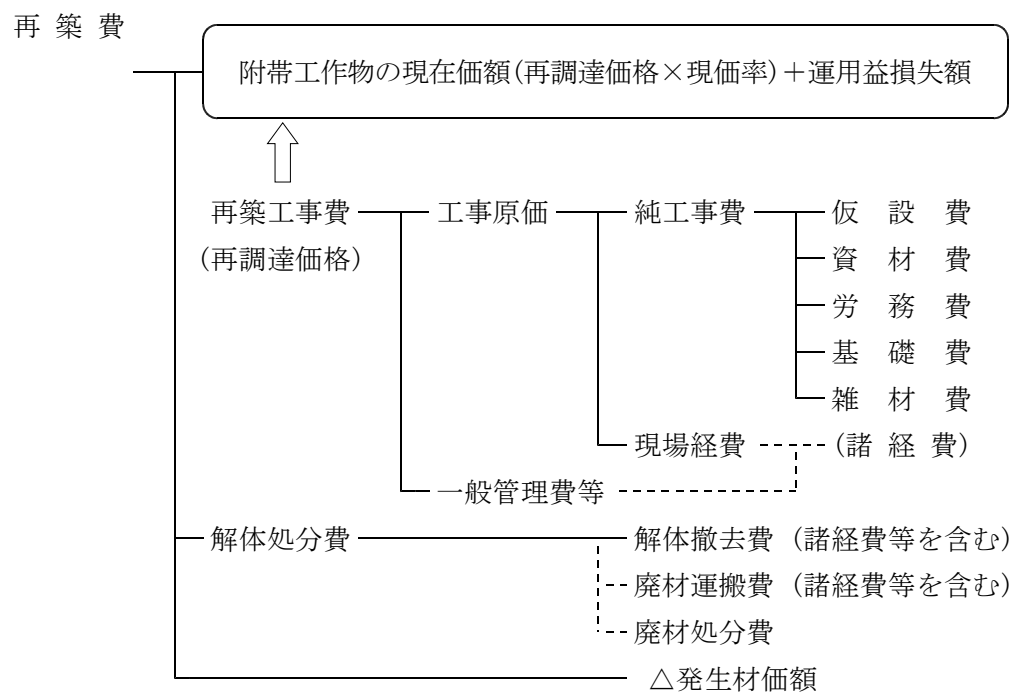 再 築 費
附帯工作物の現在価額(再調達価格×現価率)+運用益損失額
再築工事費 工事原価 純工事費 仮 設 費
(再調達価格) 資 材 費
労 務 費
基 礎 費
雑 材 費
現場経費 (諸 経 費)
一般管理費等
解体処分費 解体撤去費 (諸経費等を含む)
廃材運搬費 (諸経費等を含む)
廃材処分費
△発生材価額